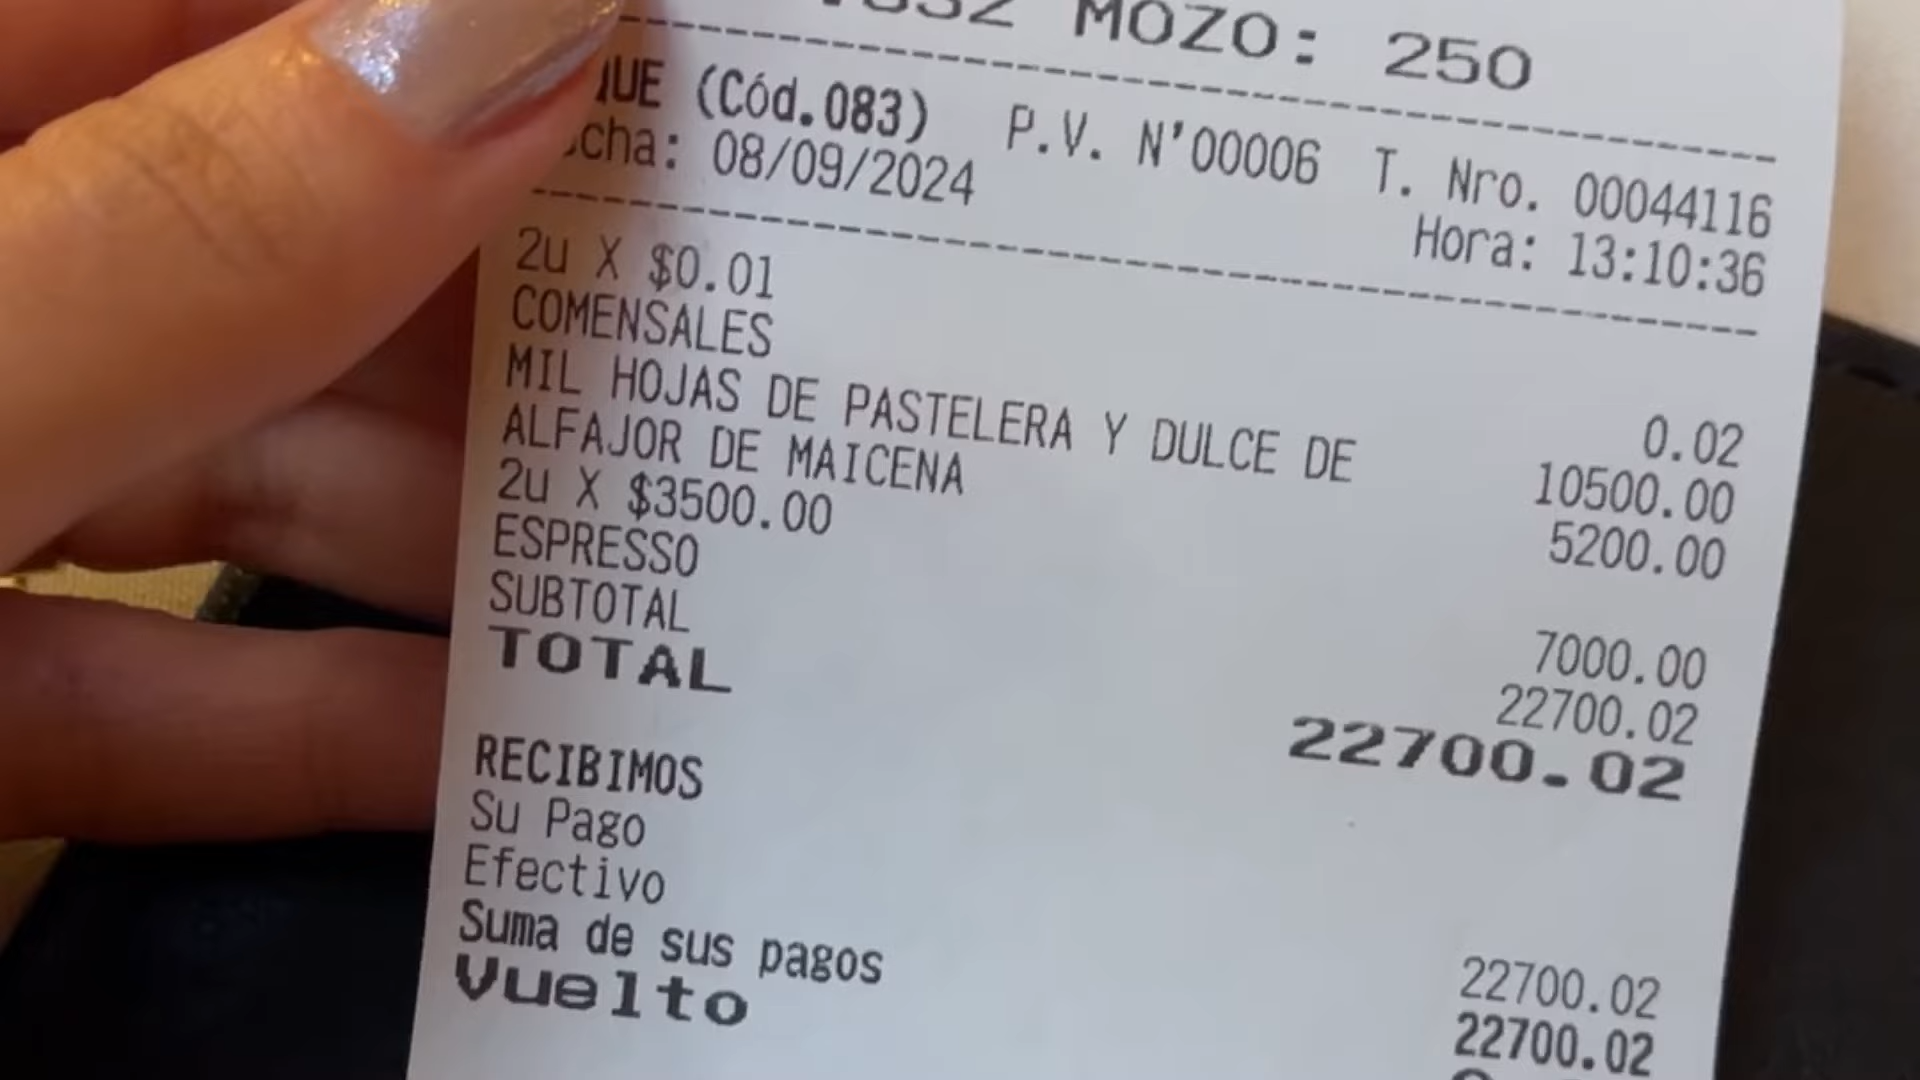 MOZO: 250
(Cód.083) P.V. N'00006 T. Nro. 00044116
08/09/2024 Hora: 13:10:36
2u X $0.01
COMENSALES 0.02
MIL HOJAS DE PASTELERA Y DULCE DE 10500.00
ALFAJOR DE MAICENA 5200.00
2u X $3500.00
ESPRESSO 7000.00
SUBTOTAL 22700.02
TOTAL 22700.02
RECIBIMOS
Su Pago
Efectivo 22700.02
Suma de sus pagos 22700.02
Vuelto